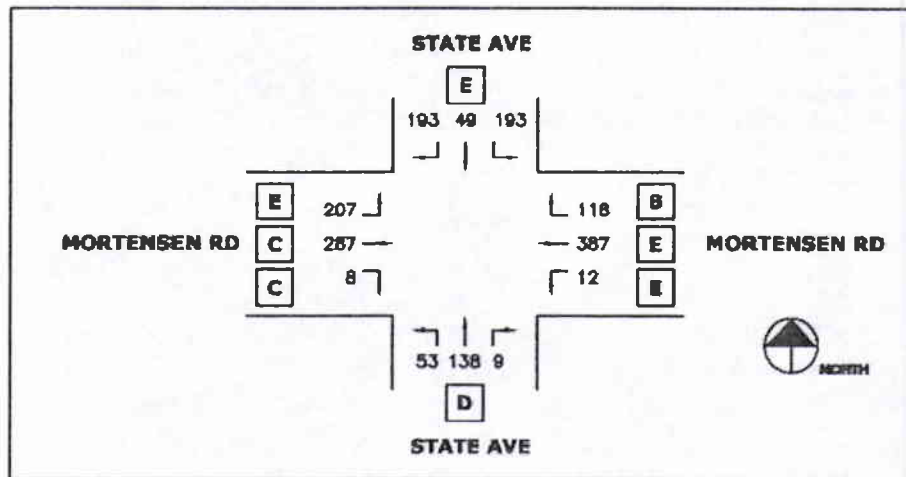 STATE AVE
E
193 49 193
E 207 118 B
MORTENSEN RD C 287 387 E MORTENSEN RD
C 8 12 E
53 138 9
NORTH
D
STATE AVE